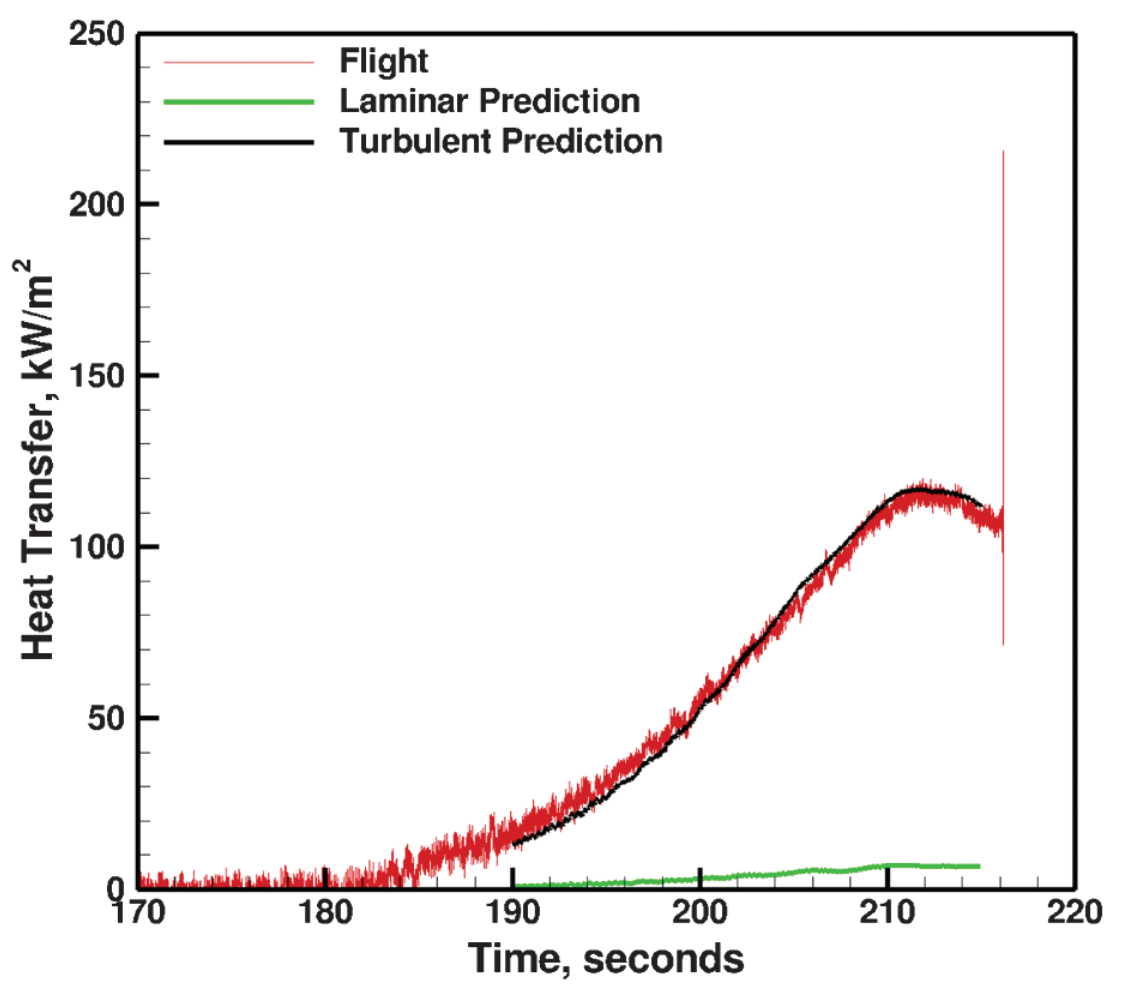 250
Flight
Laminar Prediction
Turbulent Prediction
200
150
100
50
0
Heat Transfer, kW/m²
170 180 190 200 210 220
Time, seconds